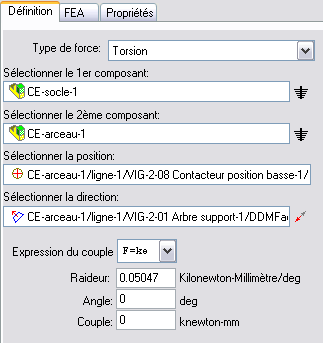 Définition FEA Propriétés
Type de force: Torsion
Sélectionner le 1er composant:
CE-socle-1
Sélectionner le 2ème composant:
CE-arceau-1
Sélectionner la position:
CE-arceau-1/ligne-1/VIG-2-08 Contacteur position basse-1/
Sélectionner la direction:
CE-arceau-1/ligne-1/VIG-2-01 Arbre support-1/DDMFa
Expression du couple F=ke
Raideur: 0.05047 Kilonewton-Millimètre/deg
Angle: 0 deg
Couple: 0 knewton-mm